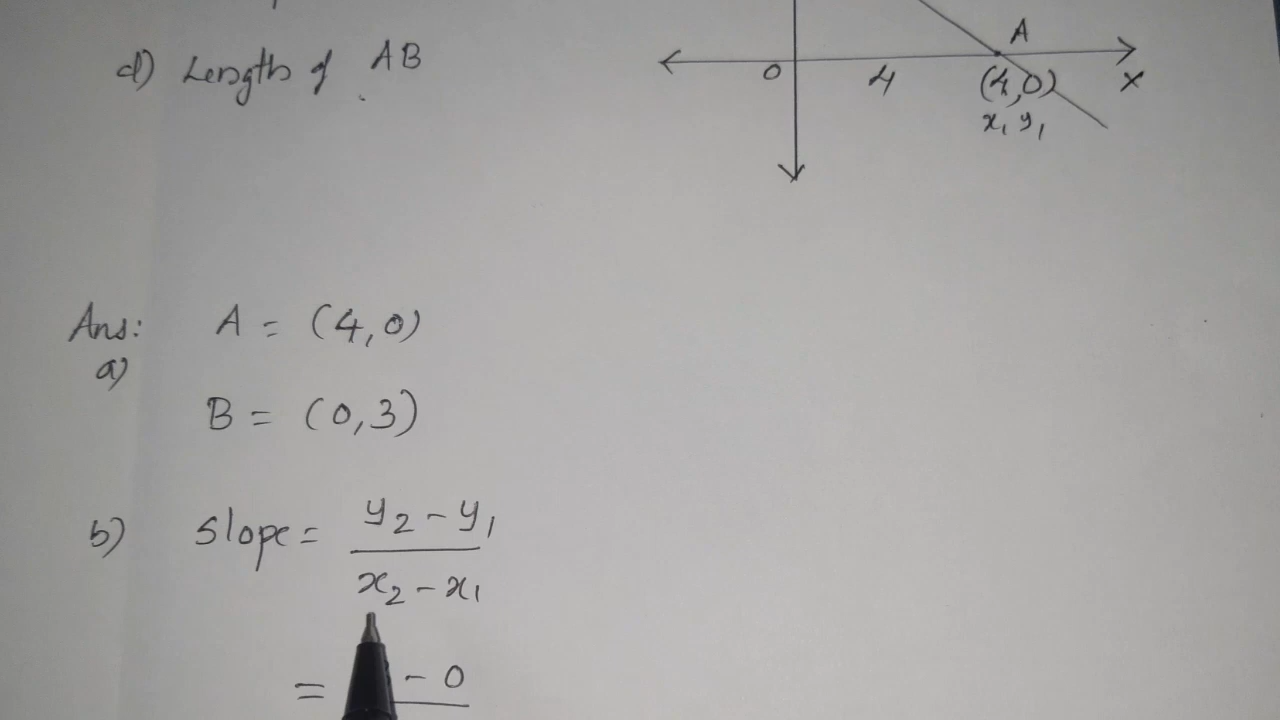 d) Length of AB
A
0 4 (4,0) x
x₁ y₁
Ans: A = (4,0)
a)
B = (0,3)
b) Slope = y₂ - y₁
x₂ - x₁
= - 0